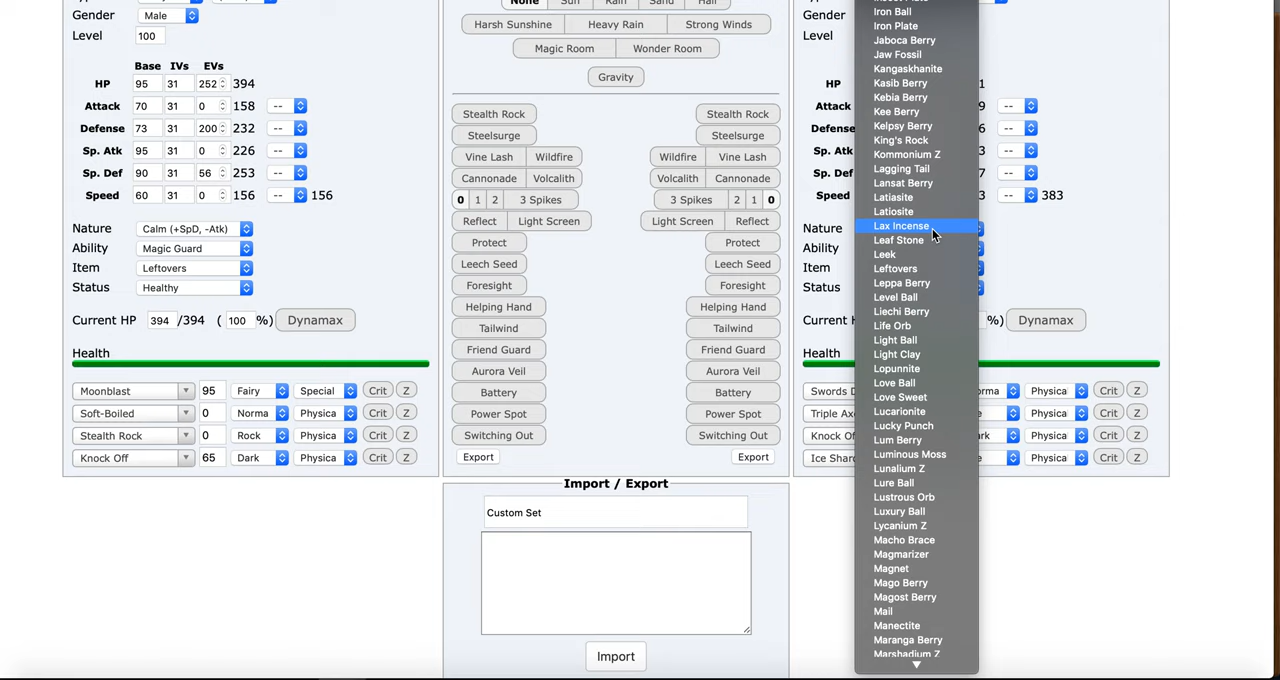 Gender Male
Level 100
Base IVs EVs
HP 95 31 252 394
Attack 70 31 0 158 --
Defense 73 31 200 232 --
Sp. Atk 95 31 0 226 --
Sp. Def 90 31 56 253 --
Speed 60 31 0 156 -- 156
Nature Calm (+SpD, -Atk)
Ability Magic Guard
Item Leftovers
Status Healthy
Current HP 394 /394 ( 100 %) Dynamax
Health
Moonblast 95 Fairy Special Crit Z
Soft-Boiled 0 Norma Physica Crit Z
Stealth Rock 0 Rock Physica Crit Z
Knock Off 65 Dark Physica Crit Z
None Sun Rain Sand Hail
Harsh Sunshine Heavy Rain Strong Winds
Magic Room Wonder Room
Gravity
Stealth Rock Stealth Rock
Steelsurge Steelsurge
Vine Lash Wildfire Wildfire Vine Lash
Cannonade Volcalith Volcalith Cannonade
0 1 2 3 Spikes 3 Spikes 2 1 0
Reflect Light Screen Light Screen Reflect
Protect Protect
Leech Seed Leech Seed
Foresight Foresight
Helping Hand Helping Hand
Tailwind Tailwind
Friend Guard Friend Guard
Aurora Veil Aurora Veil
Battery Battery
Power Spot Power Spot
Switching Out Switching Out
Export Export
Import / Export
Custom Set
Import
Gender
Level
HP 1
Attack 9 --
Defense 6 --
Sp. Atk 3 --
Sp. Def 7 --
Speed 3 -- 383
Nature
Ability
Item
Status
Current H %) Dynamax
Health
Swords D orma Physica Crit Z
Triple Ax e Physica Crit Z
Knock Of ark Physica Crit Z
Ice Shar e Physica Crit Z
Iron Ball
Iron Plate
Jaboca Berry
Jaw Fossil
Kangaskhanite
Kasib Berry
Kebia Berry
Kee Berry
Kelpsy Berry
King's Rock
Kommonium Z
Lagging Tail
Lansat Berry
Latiasite
Latiosite
Lax Incense
Leaf Stone
Leek
Leftovers
Leppa Berry
Level Ball
Liechi Berry
Life Orb
Light Ball
Light Clay
Lopunnite
Love Ball
Love Sweet
Lucarionite
Lucky Punch
Lum Berry
Luminous Moss
Lunalium Z
Lure Ball
Lustrous Orb
Luxury Ball
Lycanium Z
Macho Brace
Magmarizer
Magnet
Mago Berry
Magost Berry
Mail
Manectite
Maranga Berry
Marshadium Z